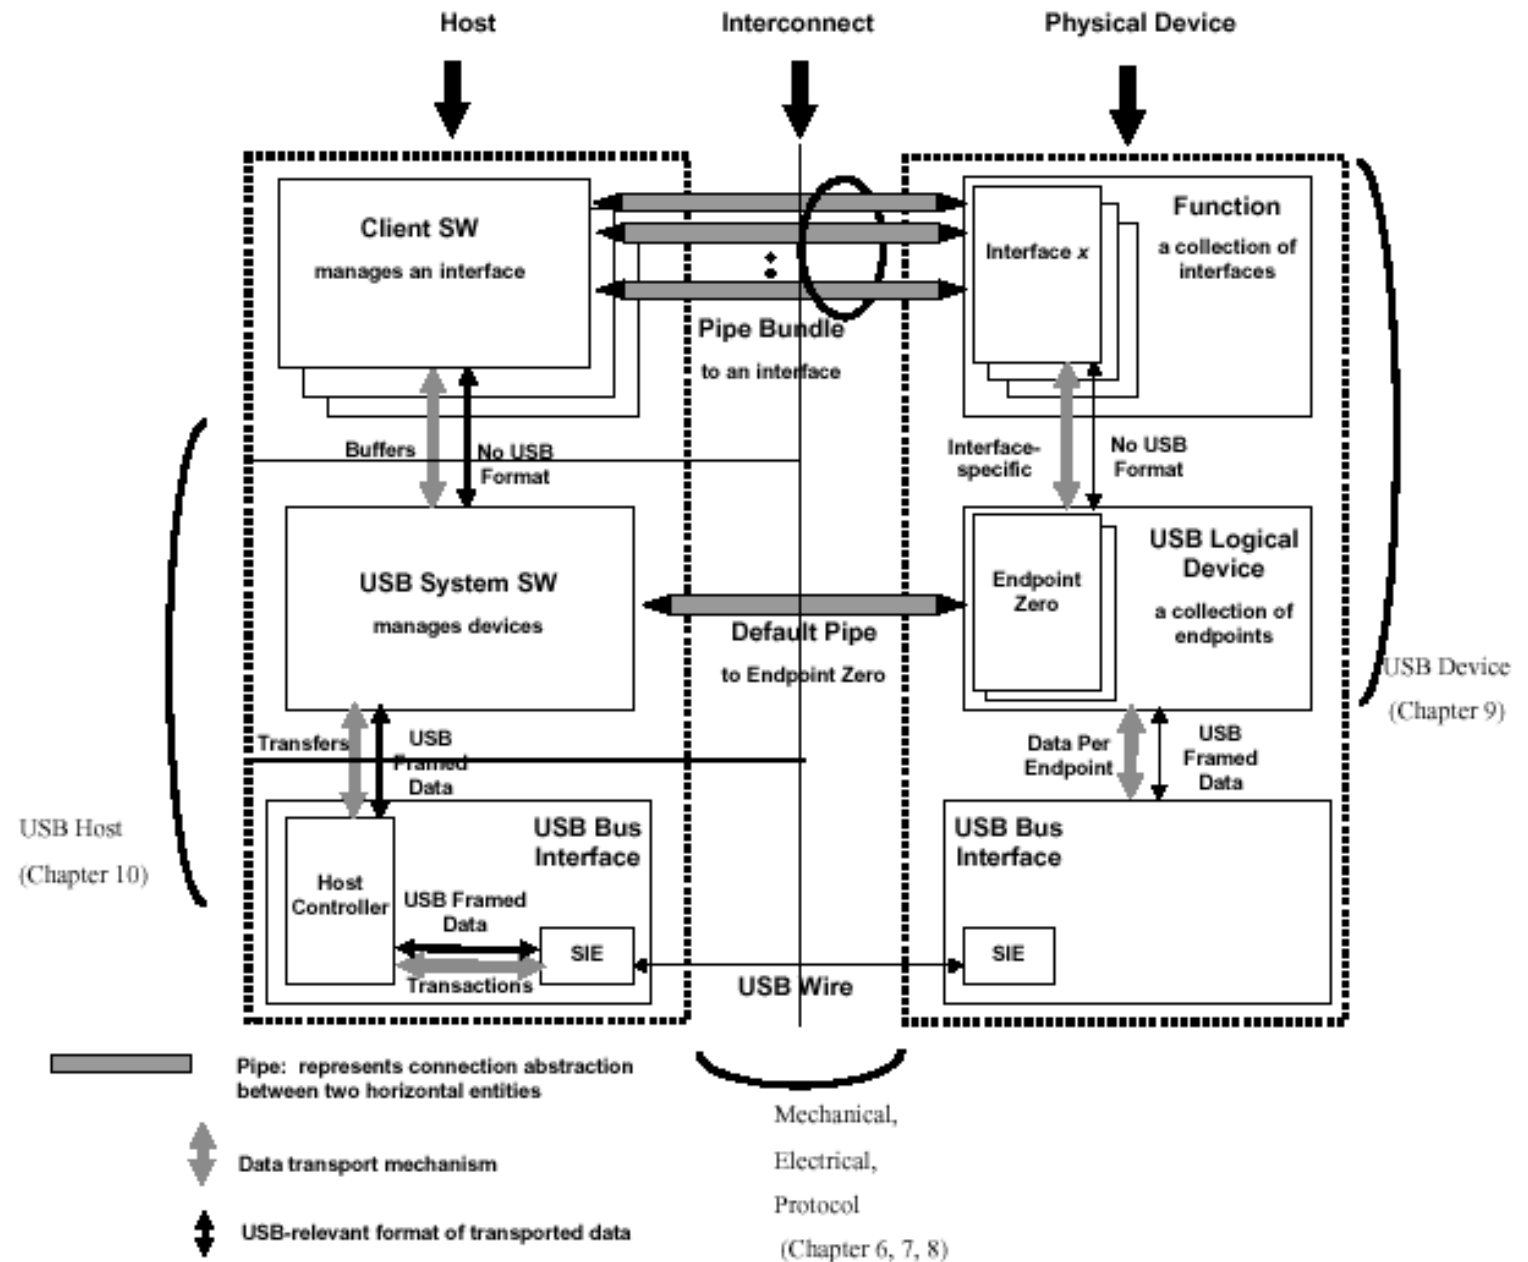 Host
Interconnect
Physical Device
Client SW
manages an interface
Interface x
Function
a collection of
interfaces
Pipe Bundle
to an interface
Buffers
No USB
Format
Interface-
specific
No USB
Format
USB System SW
manages devices
Default Pipe
to Endpoint Zero
Endpoint
Zero
USB Logical
Device
a collection of
endpoints
USB Device
(Chapter 9)
Transfers
USB
Framed
Data
Data Per
Endpoint
USB
Framed
Data
USB Host
(Chapter 10)
USB Bus
Interface
Host
Controller
USB Framed
Data
SIE
Transactions
USB Wire
USB Bus
Interface
SIE
Pipe: represents connection abstraction
between two horizontal entities
Data transport mechanism
USB-relevant format of transported data
Mechanical,
Electrical,
Protocol
(Chapter 6, 7, 8)